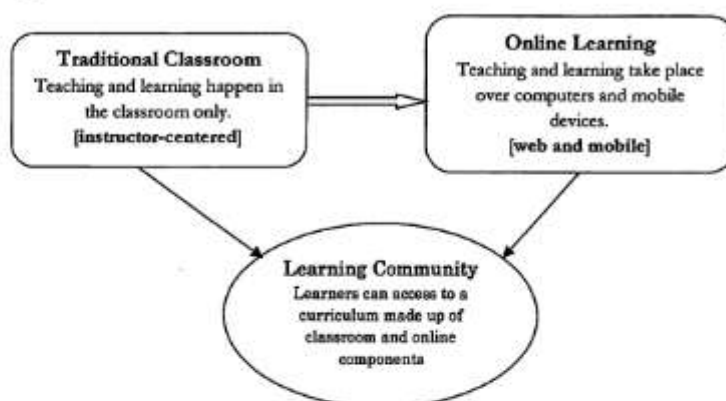 Traditional Classroom
Teaching and learning happen in
the classroom only.
[instructor-centered]
Online Learning
Teaching and learning take place
over computers and mobile
devices.
[web and mobile]
Learning Community
Learners can access to a
curriculum made up of
classroom and online
components